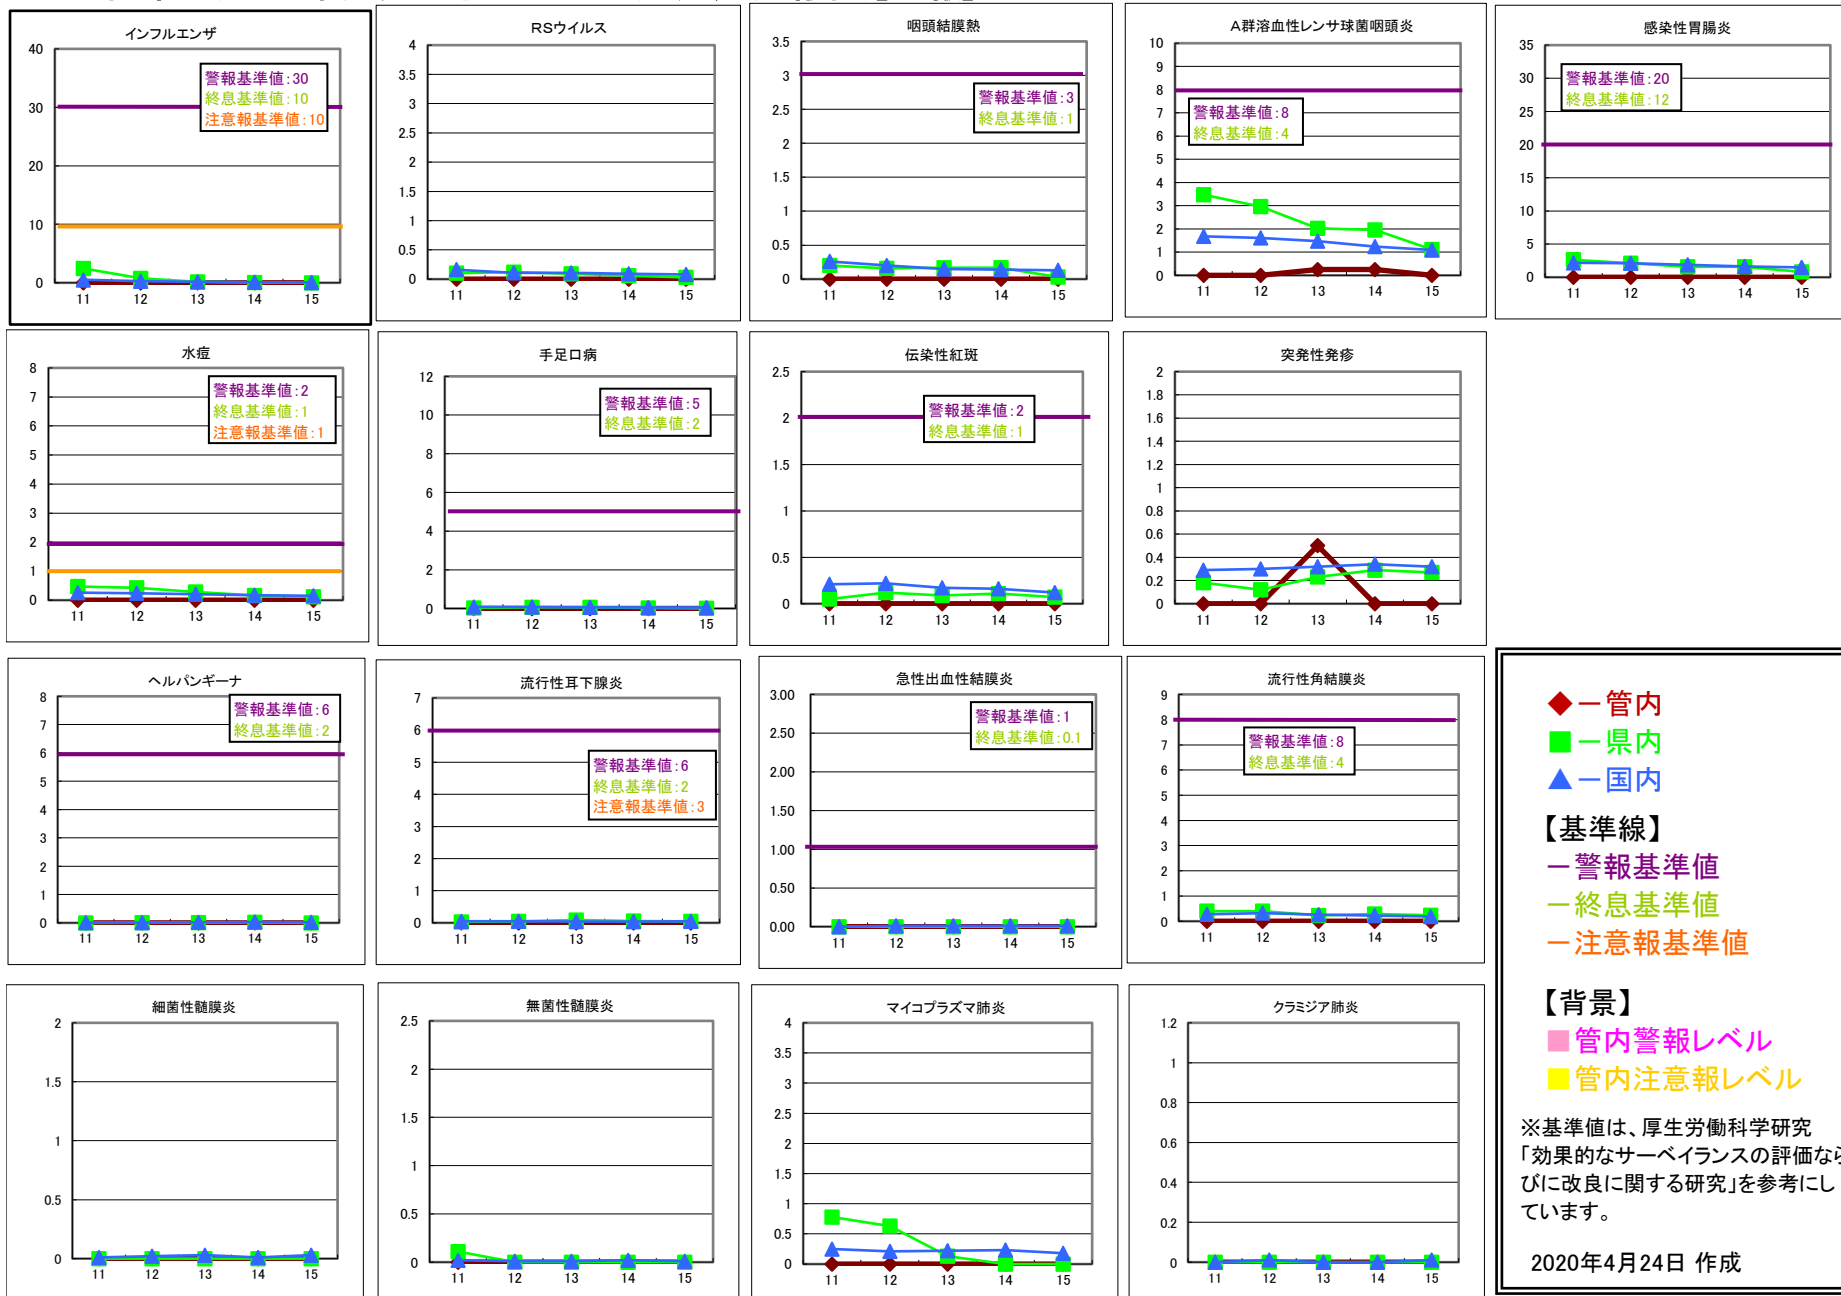 インフルエンザ
40
30
20
10
0
警報基準値:30
終息基準値:10
注意報基準値:10
11 12 13 14 15
RSウイルス
4
3.5
3
2.5
2
1.5
1
0.5
0
11 12 13 14 15
咽頭結膜熱
3.5
3
2.5
2
1.5
1
0.5
0
警報基準値:3
終息基準値:1
11 12 13 14 15
A群溶血性レンサ球菌咽頭炎
10
9
8
7
6
5
4
3
2
1
0
警報基準値:8
終息基準値:4
11 12 13 14 15
感染性胃腸炎
35
30
25
20
15
10
5
0
警報基準値:20
終息基準値:12
11 12 13 14 15
水痘
8
7
6
5
4
3
2
1
0
警報基準値:2
終息基準値:1
注意報基準値:1
11 12 13 14 15
手足口病
12
10
8
6
4
2
0
警報基準値:5
終息基準値:2
11 12 13 14 15
伝染性紅斑
2.5
2
1.5
1
0.5
0
警報基準値:2
終息基準値:1
11 12 13 14 15
突発性発疹
2
1.8
1.6
1.4
1.2
1
0.8
0.6
0.4
0.2
0
11 12 13 14 15
ヘルパンギーナ
8
7
6
5
4
3
2
1
0
警報基準値:6
終息基準値:2
11 12 13 14 15
流行性耳下腺炎
7
6
5
4
3
2
1
0
警報基準値:6
終息基準値:2
注意報基準値:3
11 12 13 14 15
急性出血性結膜炎
3.00
2.50
2.00
1.50
1.00
0.50
0.00
警報基準値:1
終息基準値:0.1
11 12 13 14 15
流行性角結膜炎
9
8
7
6
5
4
3
2
1
0
警報基準値:8
終息基準値:4
11 12 13 14 15
細菌性髄膜炎
2
1.5
1
0.5
0
11 12 13 14 15
無菌性髄膜炎
2.5
2
1.5
1
0.5
0
11 12 13 14 15
マイコプラズマ肺炎
4
3.5
3
2.5
2
1.5
1
0.5
0
11 12 13 14 15
クラミジア肺炎
1.2
1
0.8
0.6
0.4
0.2
0
11 12 13 14 15
◆ー管内
■ー県内
▲ー国内
【基準線】
ー警報基準値
ー終息基準値
ー注意報基準値
【背景】
■管内警報レベル
■管内注意報レベル
※基準値は、厚生労働科学研究
「効果的なサーベイランスの評価なら
びに改良に関する研究」を参考にし
ています。
2020年4月24日 作成